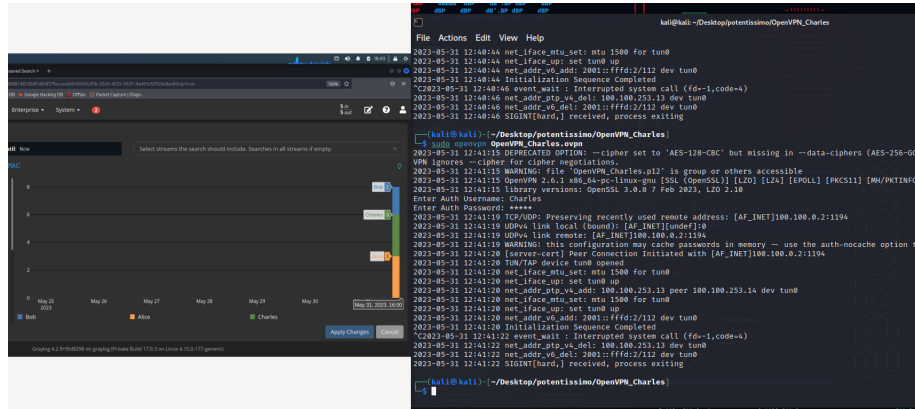 Enterprise ▾ System ▾
5 in
5 out
Until Now
Select streams the search should include. Searches in all streams if empty.
8
6
4
2
0
Bob 2
Charles 3
May 25
2023
May 26
May 27
May 28
May 29
May 30
May 31, 2023, 16:00
Bob
Alice
Charles
Apply Changes
Cancel
kali@kali: ~/Desktop/potentissimo/OpenVPN_Charles
File Actions Edit View Help
2023-05-31 12:40:44 net_iface_mtu_set: mtu 1500 for tun0
2023-05-31 12:40:44 net_iface_up: set tun0 up
2023-05-31 12:40:44 net_addr_v6_add: 2001::fffd:2/112 dev tun0
2023-05-31 12:40:44 Initialization Sequence Completed
^C2023-05-31 12:40:46 event_wait : Interrupted system call (fd=-1,code=4)
2023-05-31 12:40:46 net_addr_ptp_v4_del: 100.100.253.13 dev tun0
2023-05-31 12:40:46 net_addr_v6_del: 2001::fffd:2/112 dev tun0
2023-05-31 12:40:46 SIGINT[hard,] received, process exiting
(kali㉿kali)-[~/Desktop/potentissimo/OpenVPN_Charles]
$ sudo openvpn OpenVPN_Charles.ovpn
2023-05-31 12:41:15 DEPRECATED OPTION: --cipher set to 'AES-128-CBC' but missing in --data-ciphers (AES-256-GC
VPN ignores --cipher for cipher negotiations.
2023-05-31 12:41:15 WARNING: file 'OpenVPN_Charles.p12' is group or others accessible
2023-05-31 12:41:15 OpenVPN 2.6.1 x86_64-pc-linux-gnu [SSL (OpenSSL)] [LZO] [LZ4] [EPOLL] [PKCS11] [MH/PKTINFO
2023-05-31 12:41:15 library versions: OpenSSL 3.0.8 7 Feb 2023, LZO 2.10
Enter Auth Username: Charles
Enter Auth Password: *****
2023-05-31 12:41:19 TCP/UDP: Preserving recently used remote address: [AF_INET]100.100.0.2:1194
2023-05-31 12:41:19 UDPv4 link local (bound): [AF_INET][undef]:0
2023-05-31 12:41:19 UDPv4 link remote: [AF_INET]100.100.0.2:1194
2023-05-31 12:41:19 WARNING: this configuration may cache passwords in memory -- use the auth-nocache option t
2023-05-31 12:41:20 [server-cert] Peer Connection Initiated with [AF_INET]100.100.0.2:1194
2023-05-31 12:41:20 TUN/TAP device tun0 opened
2023-05-31 12:41:20 net_iface_mtu_set: mtu 1500 for tun0
2023-05-31 12:41:20 net_iface_up: set tun0 up
2023-05-31 12:41:20 net_addr_ptp_v4_add: 100.100.253.13 peer 100.100.253.14 dev tun0
2023-05-31 12:41:20 net_iface_mtu_set: mtu 1500 for tun0
2023-05-31 12:41:20 net_iface_up: set tun0 up
2023-05-31 12:41:20 net_addr_v6_add: 2001::fffd:2/112 dev tun0
2023-05-31 12:41:20 Initialization Sequence Completed
^C2023-05-31 12:41:22 event_wait : Interrupted system call (fd=-1,code=4)
2023-05-31 12:41:22 net_addr_ptp_v4_del: 100.100.253.13 dev tun0
2023-05-31 12:41:22 net_addr_v6_del: 2001::fffd:2/112 dev tun0
2023-05-31 12:41:22 SIGINT[hard,] received, process exiting
(kali㉿kali)-[~/Desktop/potentissimo/OpenVPN_Charles]
$